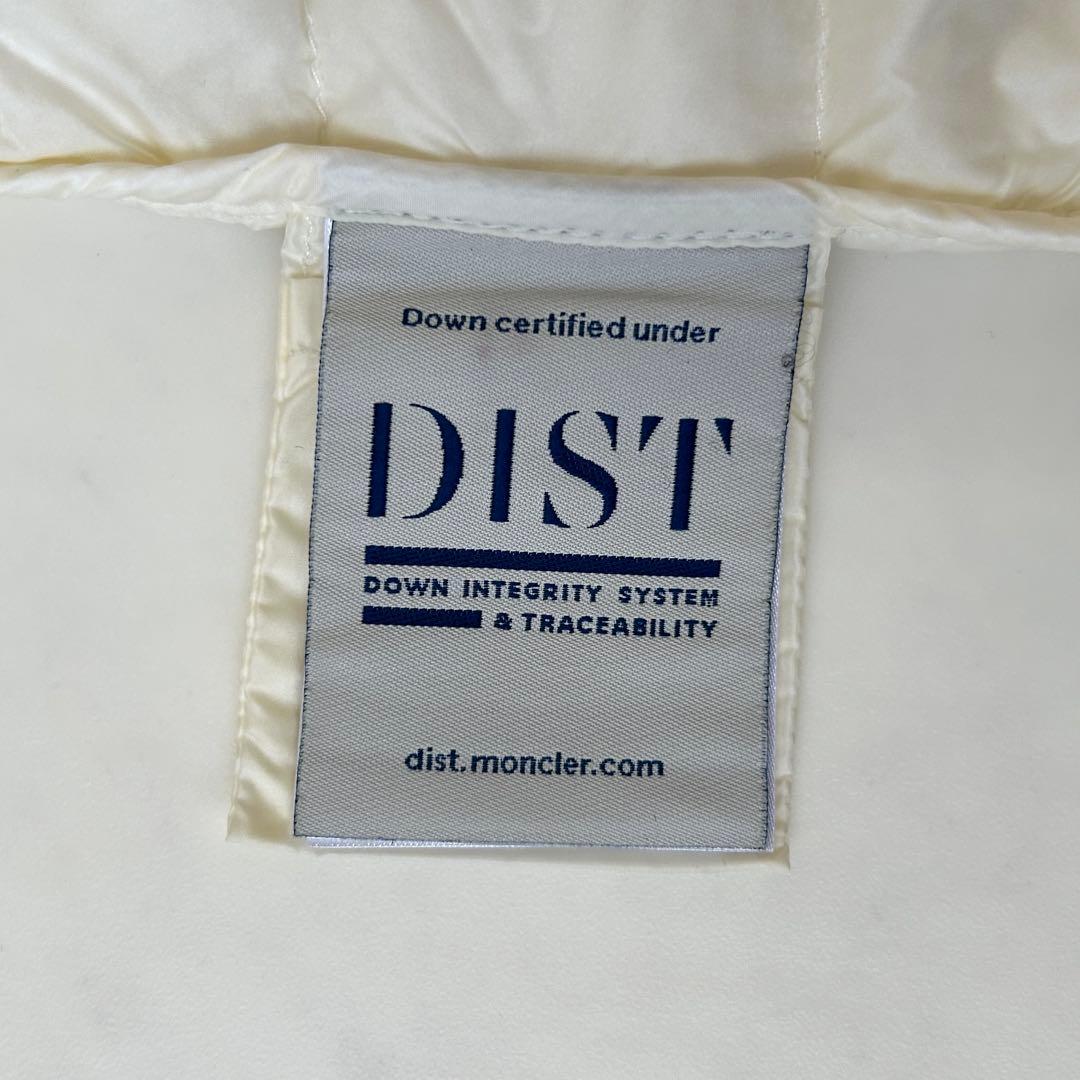 Down certified under
DIST
DOWN INTEGRITY SYSTEM
& TRACEABILITY
dist.moncler.com